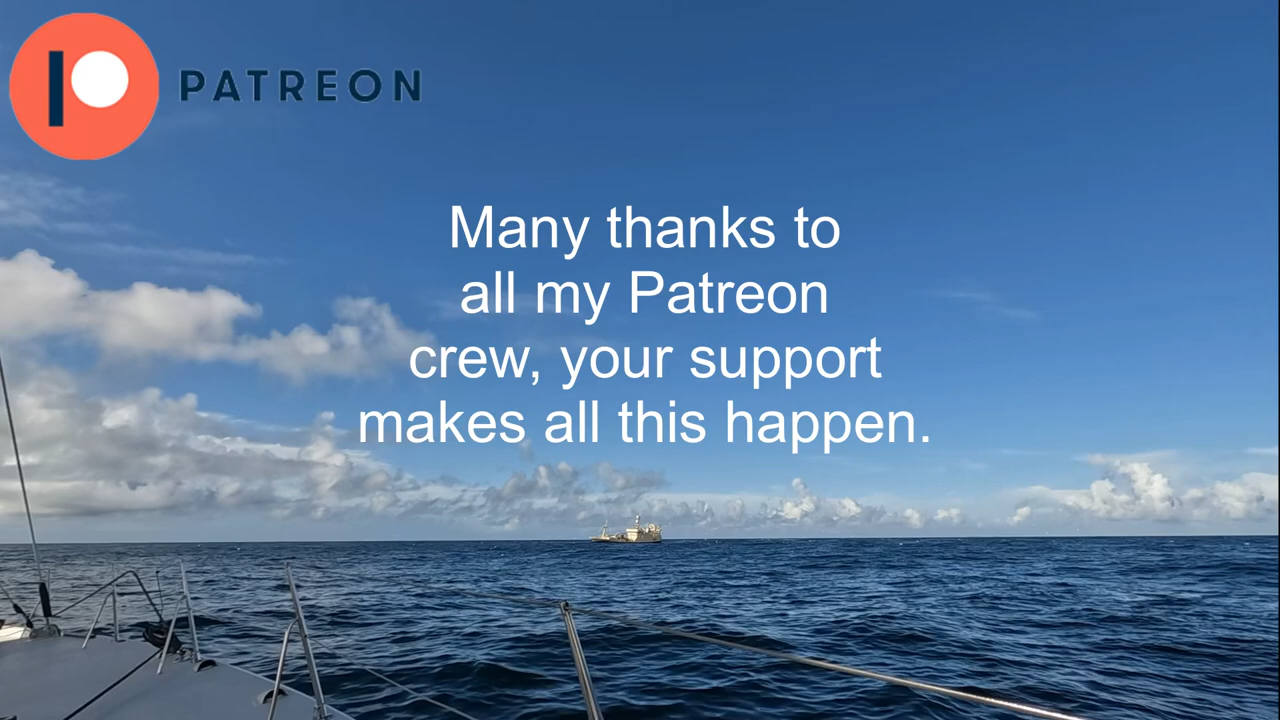 PATREON
Many thanks to
all my Patreon
crew, your support
makes all this happen.